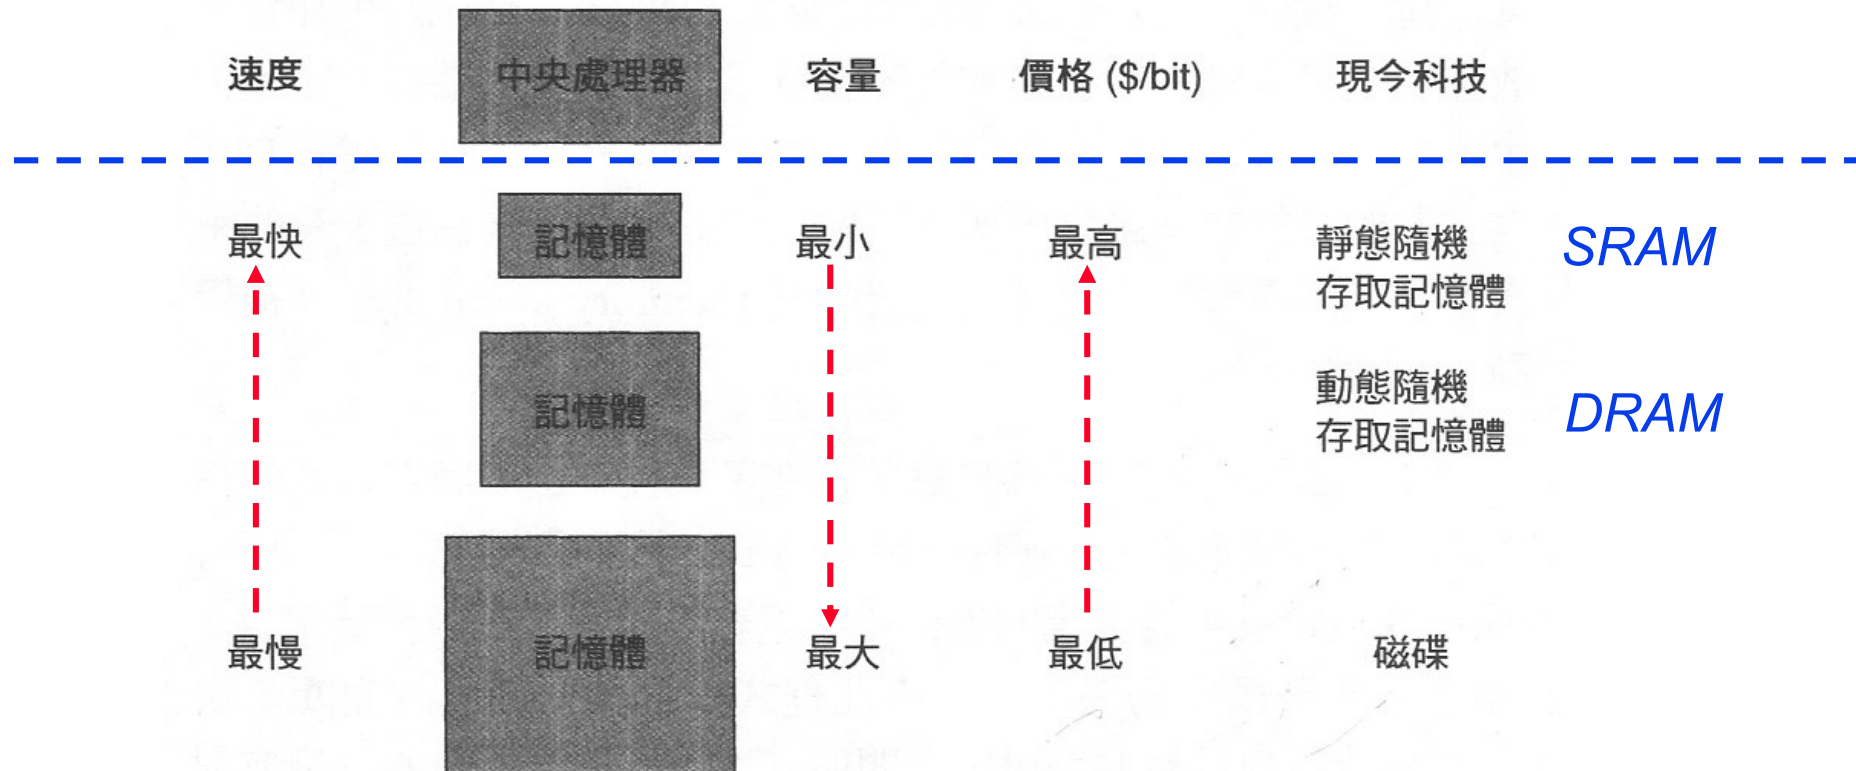 速度 中央處理器 容量 價格 ($/bit) 現今科技
最快 記憶體 最小 最高 靜態隨機 SRAM
存取記憶體
動態隨機
記憶體 存取記憶體 DRAM
最慢 記憶體 最大 最低 磁碟